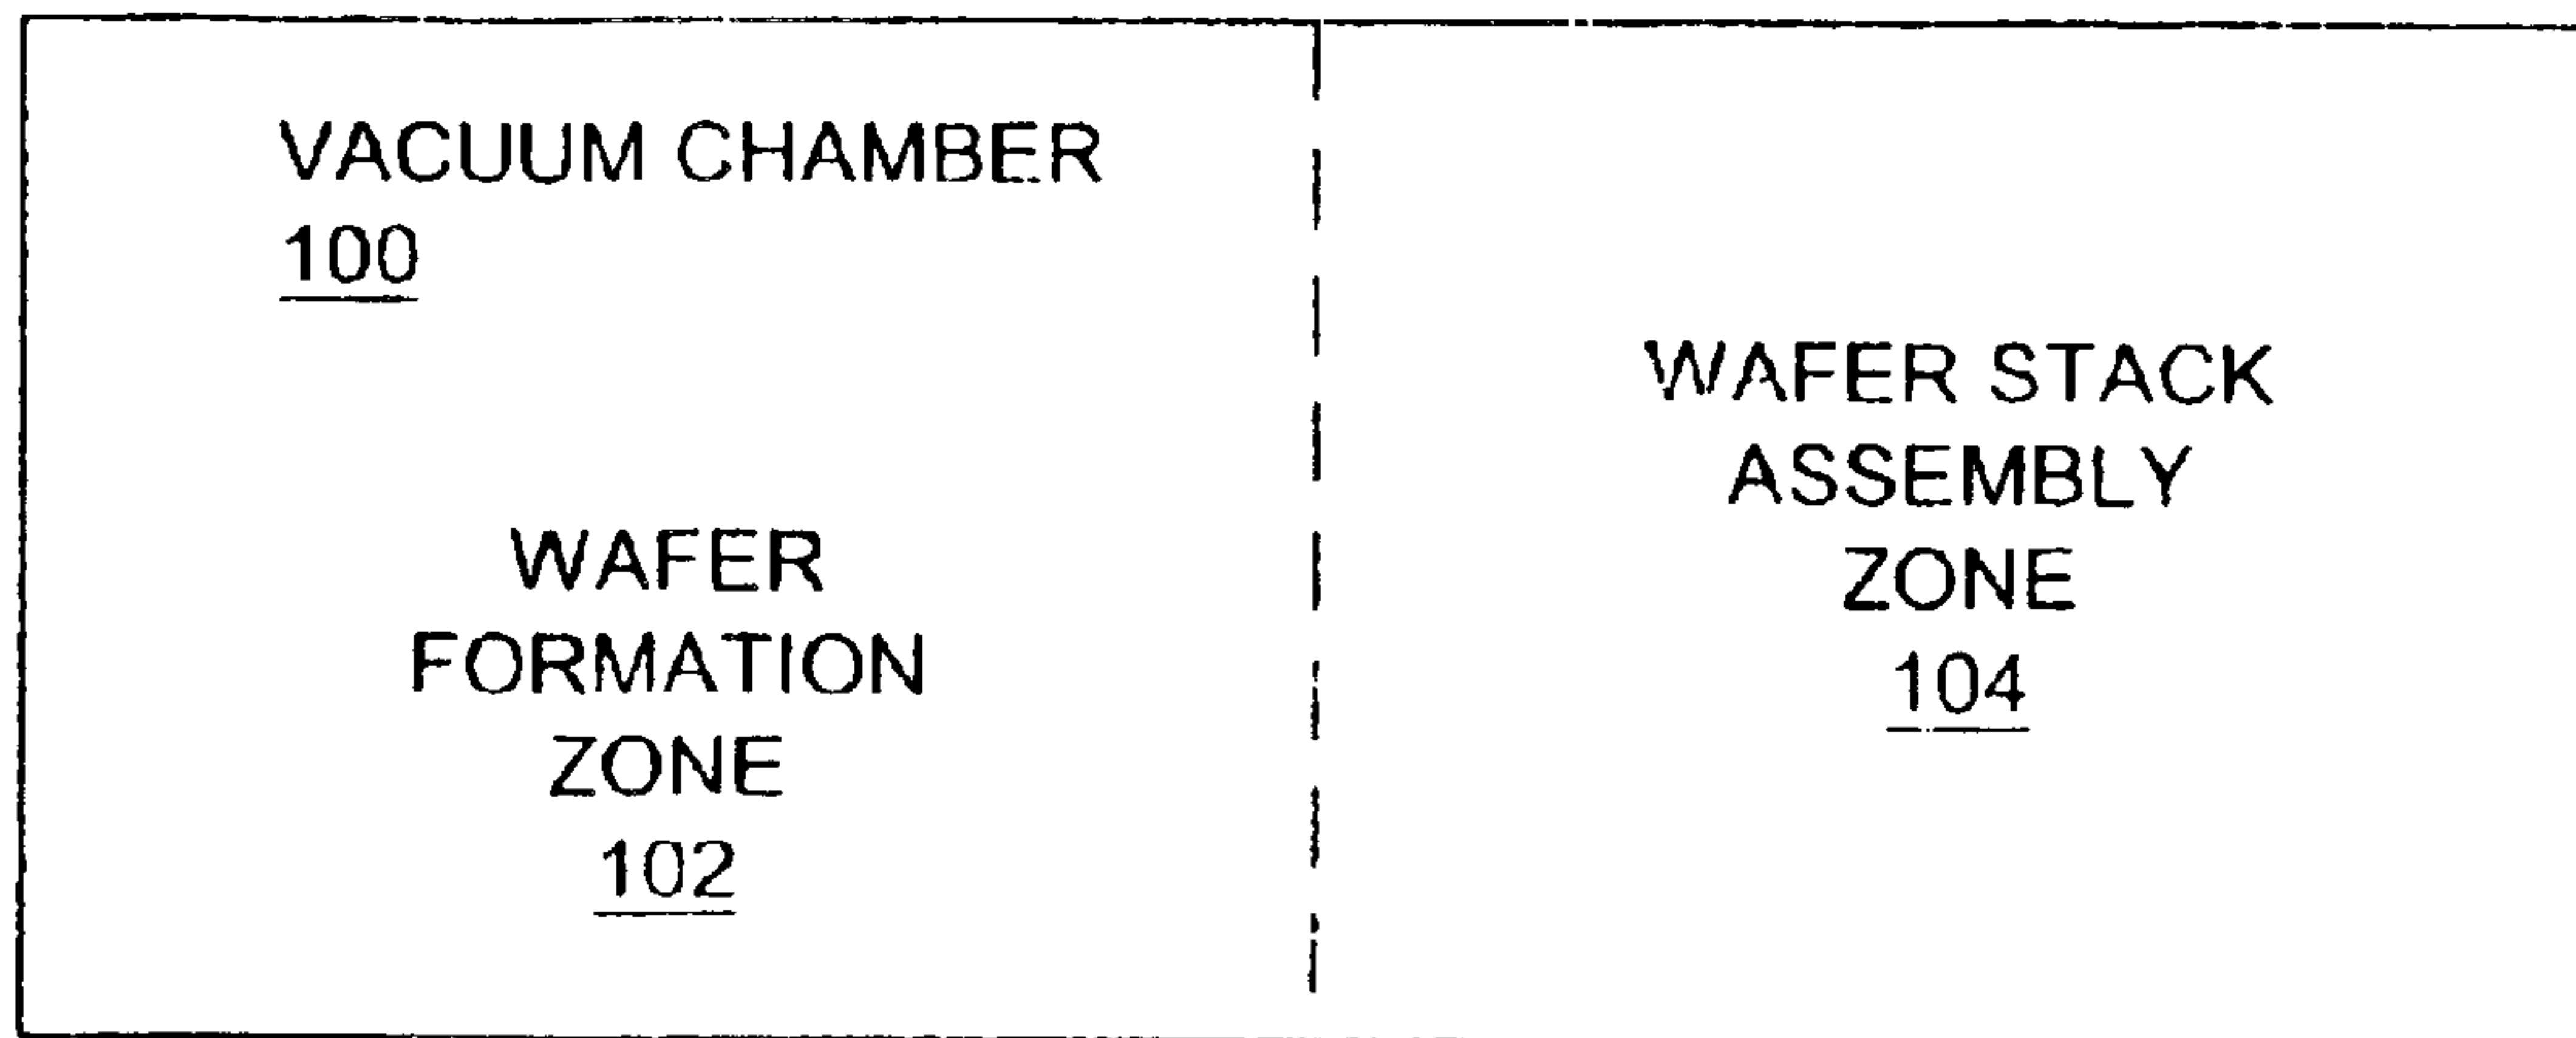 VACUUM CHAMBER
100
WAFER
FORMATION
ZONE
102
WAFER STACK
ASSEMBLY
ZONE
104